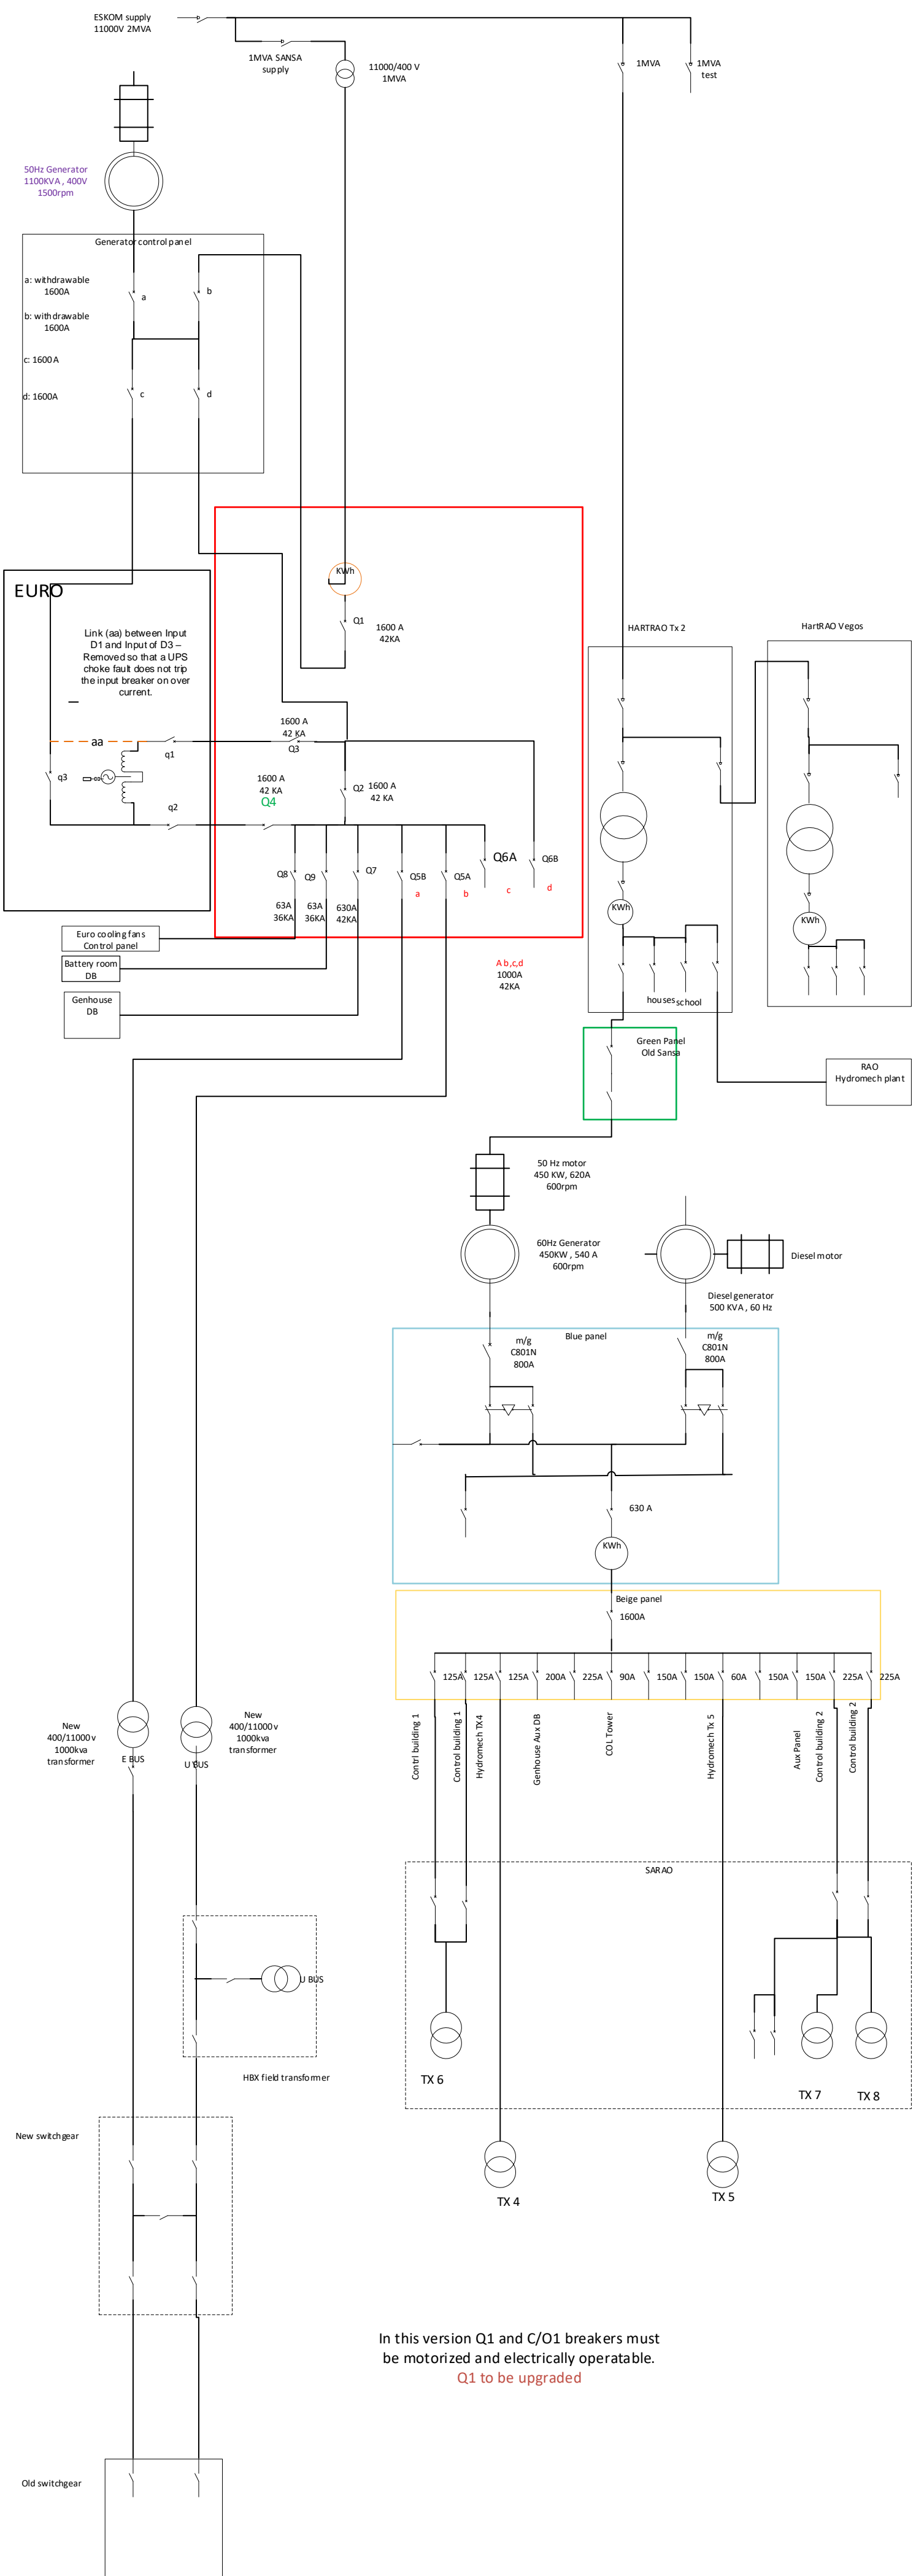 ESKOM supply
11000V 2MVA
1MVA SANSA
supply
11000/400 V
1MVA
1MVA
1MVA
test
50Hz Generator
1100KVA , 400V
1500rpm
Generator control panel
a: withdrawable
1600A
b: withdrawable
1600A
c: 1600A
d: 1600A
a
b
c
d
EURO
Link (aa) between Input
D1 and Input of D3 –
Removed so that a UPS
choke fault does not trip
the input breaker on over
current.
aa
q1
q3
q2
KWh
Q1
1600 A
42KA
1600 A
42 KA
Q3
1600 A
42 KA
Q4
Q2
1600 A
42 KA
Q8
Q9
Q7
Q5B
Q5A
Q6A
Q6B
a
b
c
d
63A
36KA
63A
36KA
630A
42KA
A b,c,d
1000A
42KA
Euro cooling fans
Control panel
Battery room
DB
Genhouse
DB
HARTRAO Tx 2
HartRAO Vegos
KWh
KWh
houses
school
Green Panel
Old Sansa
RAO
Hydromech plant
50 Hz motor
450 KW, 620A
600rpm
60Hz Generator
450KW , 540 A
600rpm
Diesel motor
Diesel generator
500 KVA , 60 Hz
Blue panel
m/g
C801N
800A
m/g
C801N
800A
630 A
KWh
Beige panel
1600A
125A
125A
125A
200A
225A
90A
150A
150A
60A
150A
150A
225A
225A
Contrl building 1
Control building 1
Hydromech TX4
Genhouse Aux DB
COL Tower
Hydromech Tx 5
Aux Panel
Control building 2
Control building 2
New
400/11000v
1000kva
transformer
E BUS
U BUS
New
400/11000v
1000kva
transformer
SARAO
U BUS
HBX field transformer
TX 6
TX 7
TX 8
New switchgear
TX 4
TX 5
In this version Q1 and C/O1 breakers must
be motorized and electrically operatable.
Q1 to be upgraded
Old switchgear